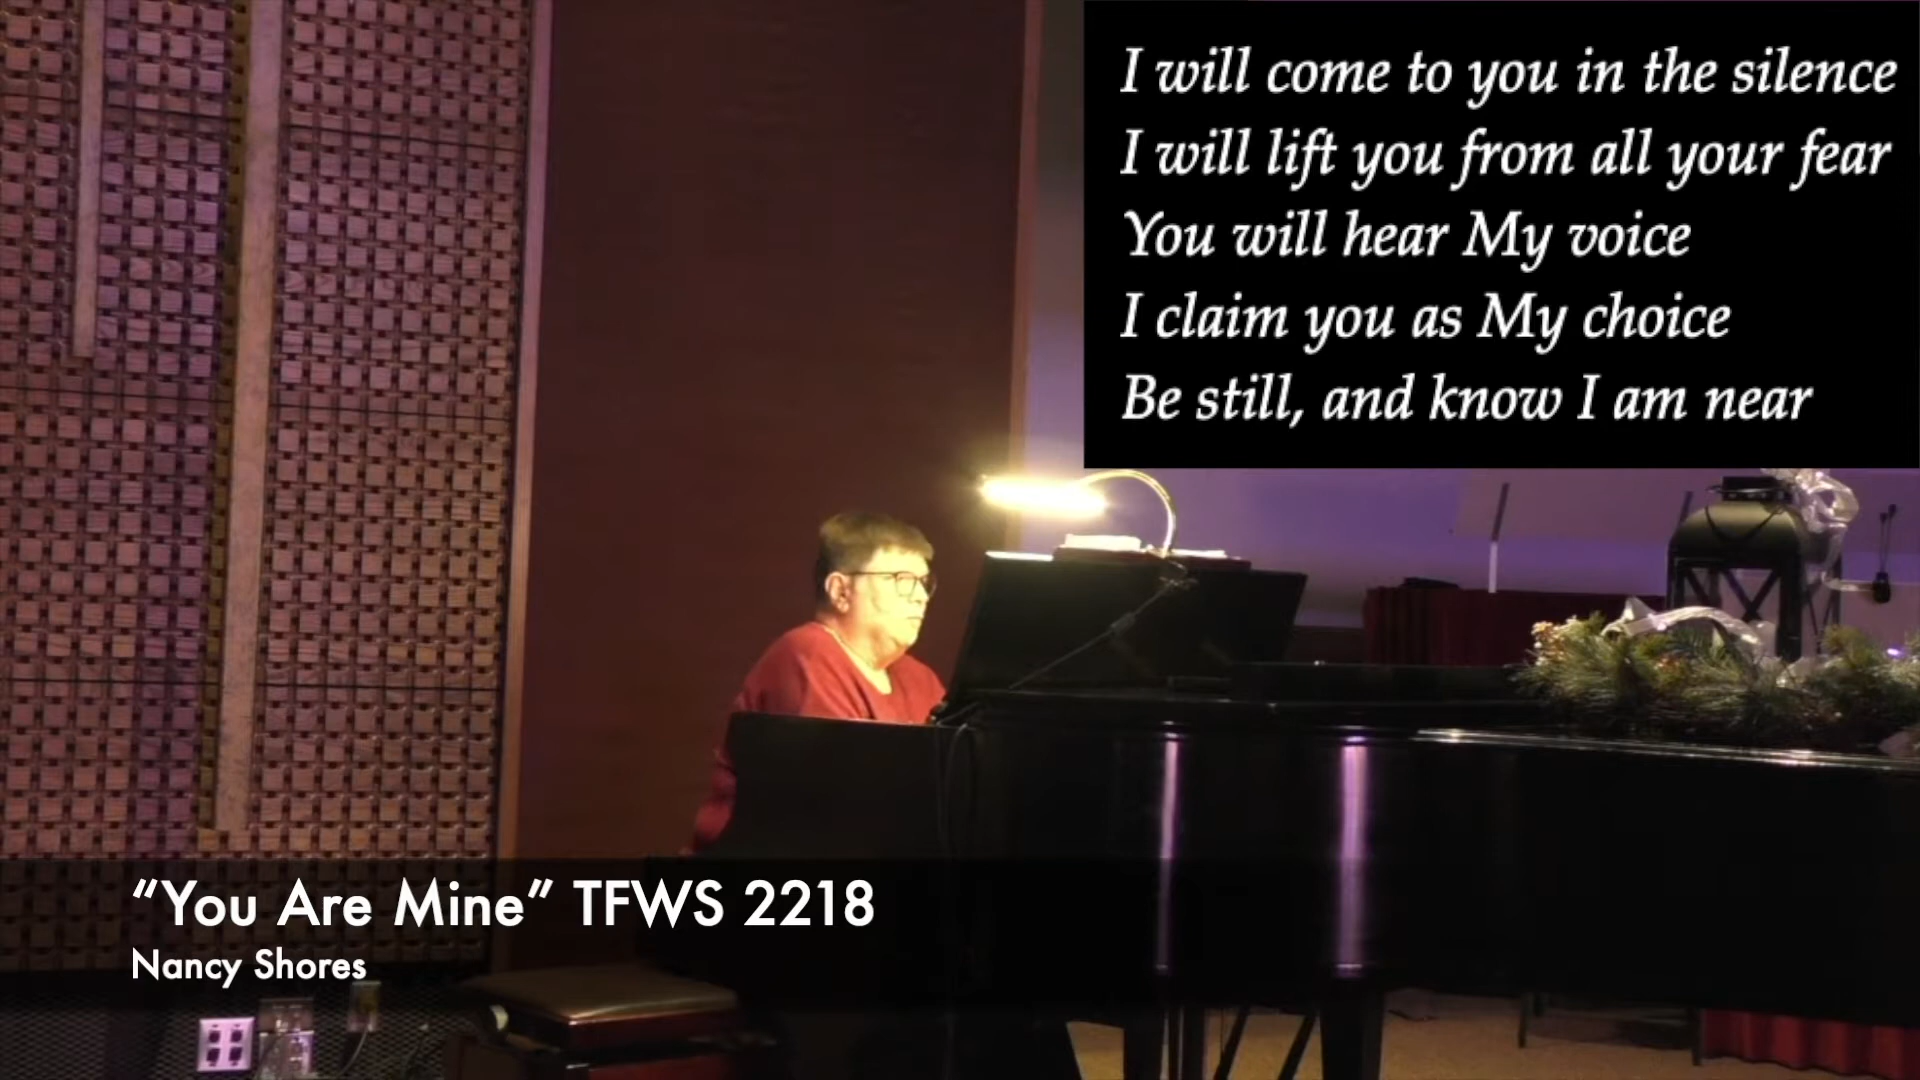 I will come to you in the silence
I will lift you from all your fear
You will hear My voice
I claim you as My choice
Be still, and know I am near
“You Are Mine” TFWS 2218
Nancy Shores